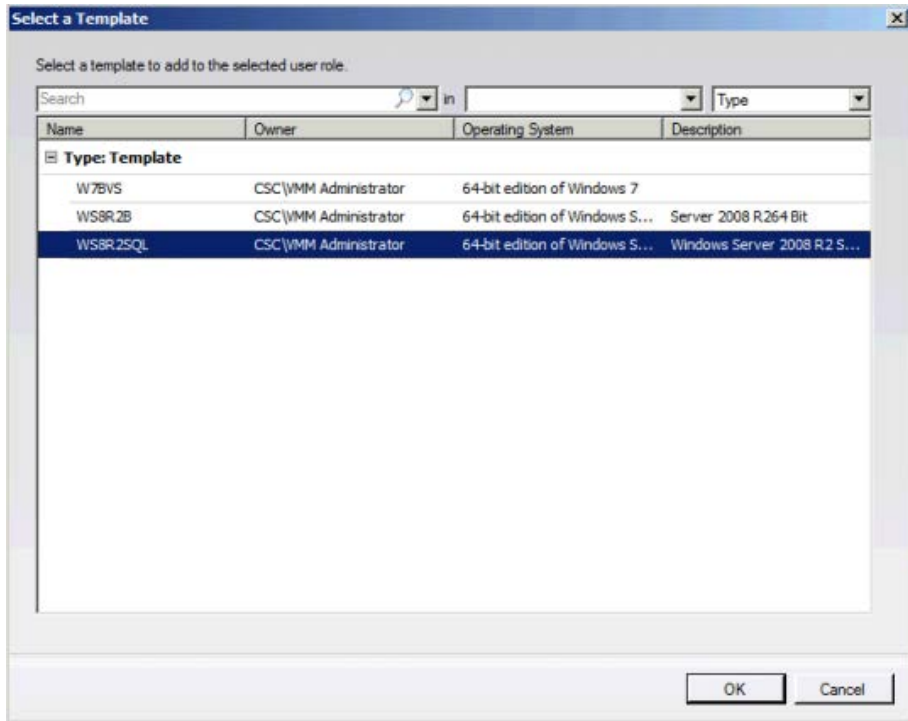 Select a Template
Select a template to add to the selected user role.
Search in Type
Name Owner Operating System Description
Type: Template
W7BVS CSC\VMM Administrator 64-bit edition of Windows 7
WS8R2B CSC\VMM Administrator 64-bit edition of Windows S... Server 2008 R264 Bit
WS8R2SQL CSC\VMM Administrator 64-bit edition of Windows S... Windows Server 2008 R2 S...
OK Cancel